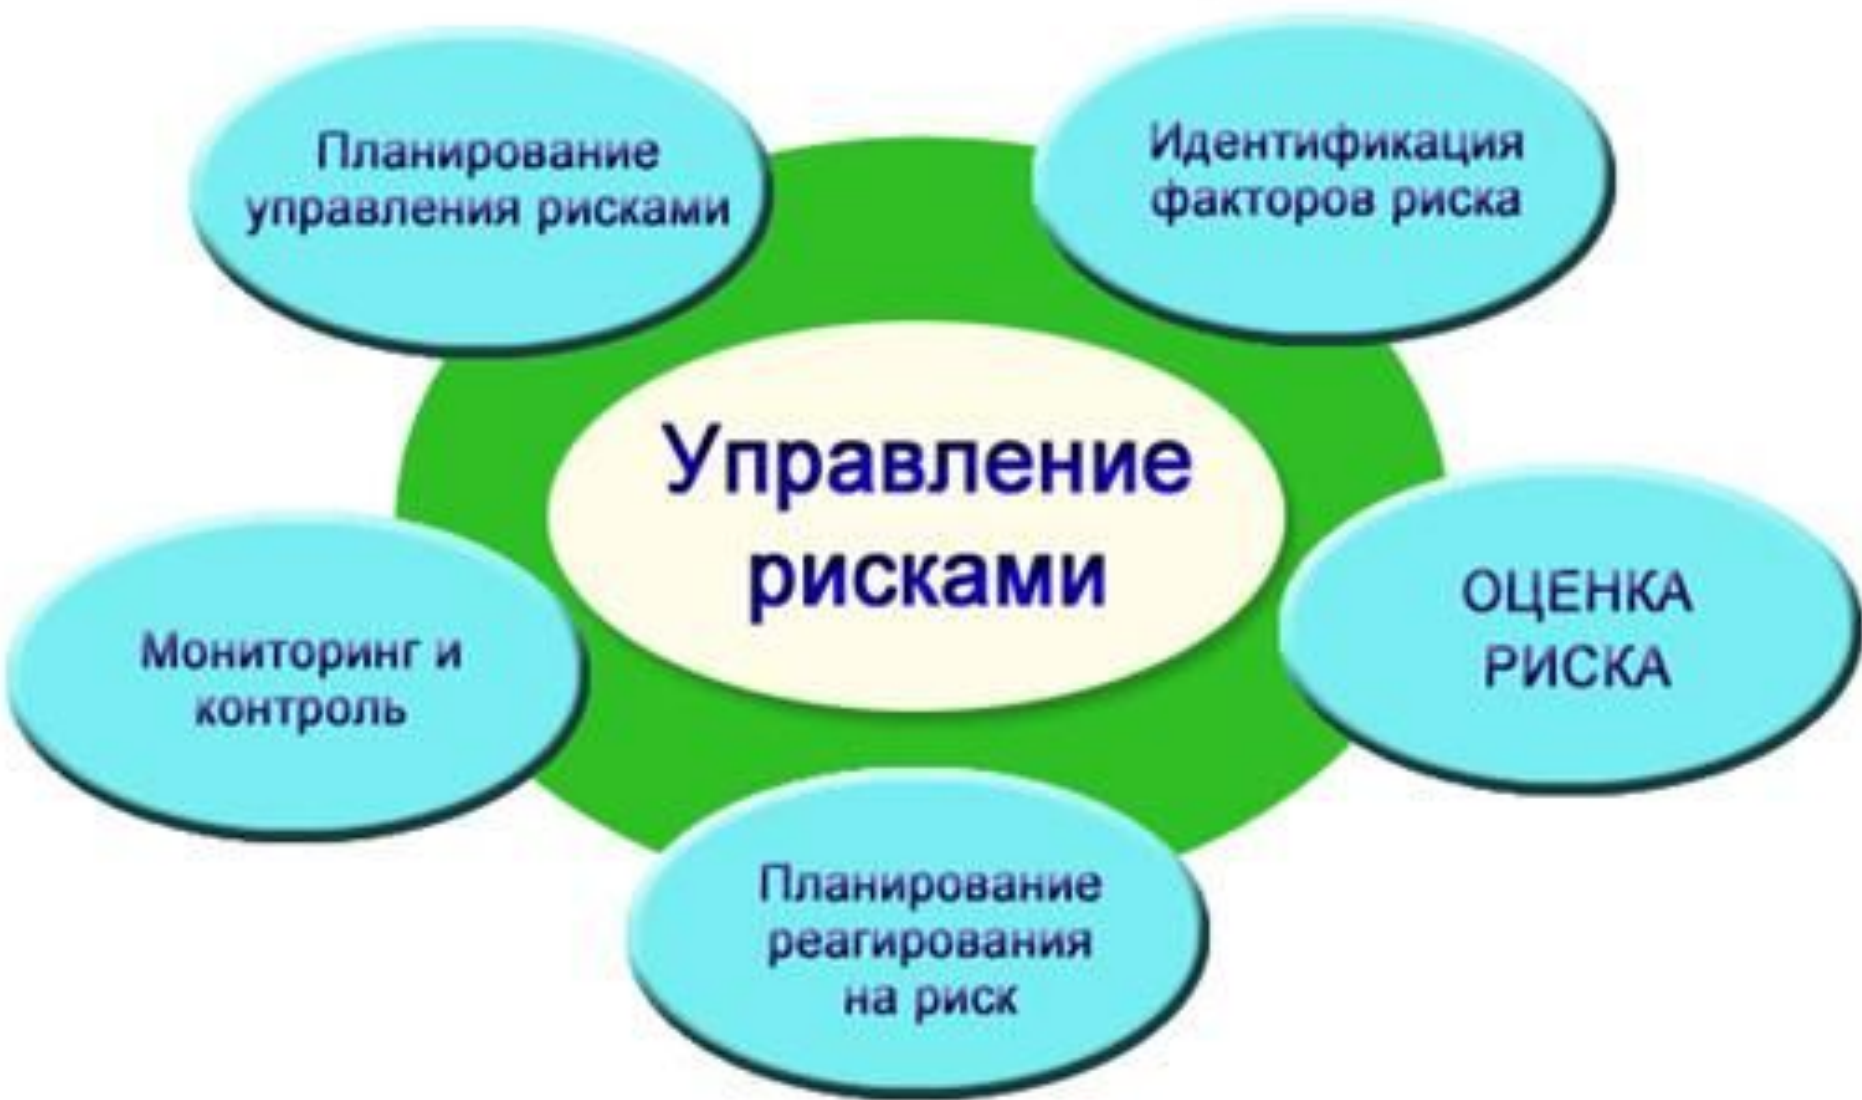 Планирование
управления рисками
Идентификация
факторов риска
Управление
рисками
ОЦЕНКА
РИСКА
Мониторинг и
контроль
Планирование
реагирования
на риск